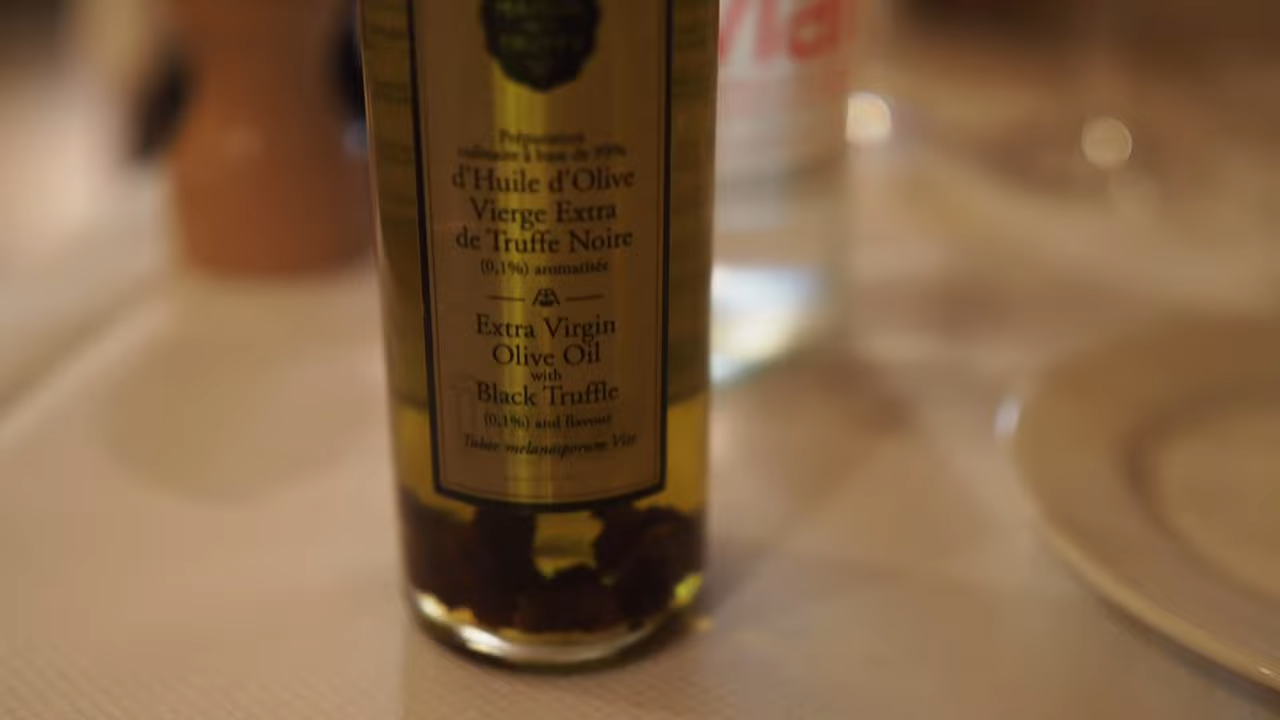 Préparation
culinaire à base de 99%
d'Huile d'Olive
Vierge Extra
de Truffe Noire
(0,1%) aromatisée
Extra Virgin
Olive Oil
with
Black Truffle
(0,1%) and flavour
Tuber melanosporum Vitt